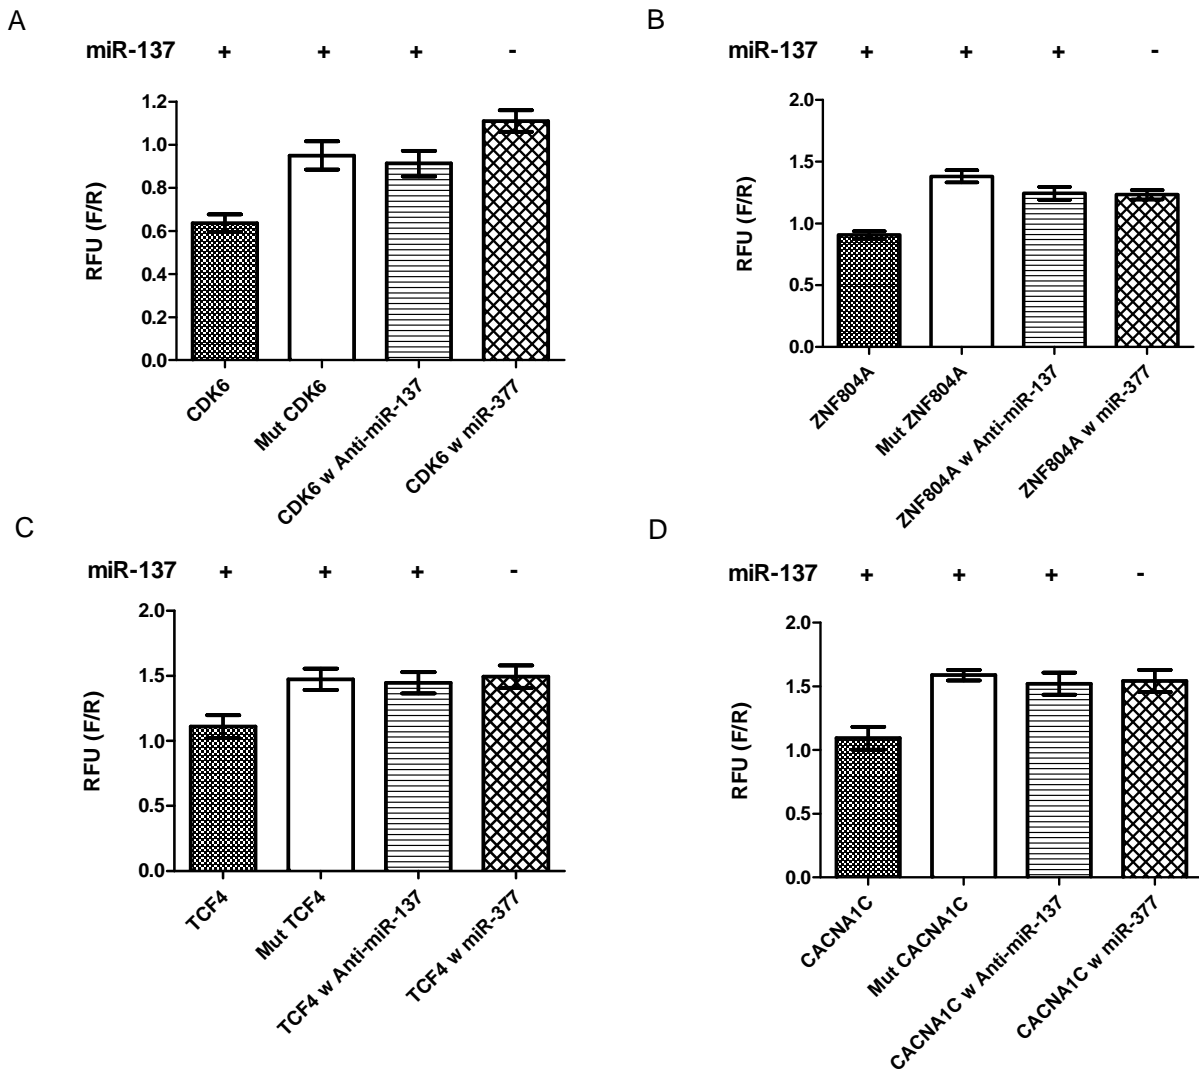 A
miR-137 + + + -
RFU (F/R)
1.2
1.0
0.8
0.6
0.4
0.2
0.0
CDK6
Mut CDK6
CDK6 w Anti-miR-137
CDK6 w miR-377
B
miR-137 + + + -
RFU (F/R)
2.0
1.5
1.0
0.5
0.0
ZNF804A
Mut ZNF804A
ZNF804A w Anti-miR-137
ZNF804A w miR-377
C
miR-137 + + + -
RFU (F/R)
2.0
1.5
1.0
0.5
0.0
TCF4
Mut TCF4
TCF4 w Anti-miR-137
TCF4 w miR-377
D
miR-137 + + + -
RFU (F/R)
2.0
1.5
1.0
0.5
0.0
CACNA1C
Mut CACNA1C
CACNA1C w Anti-miR-137
CACNA1C w miR-377